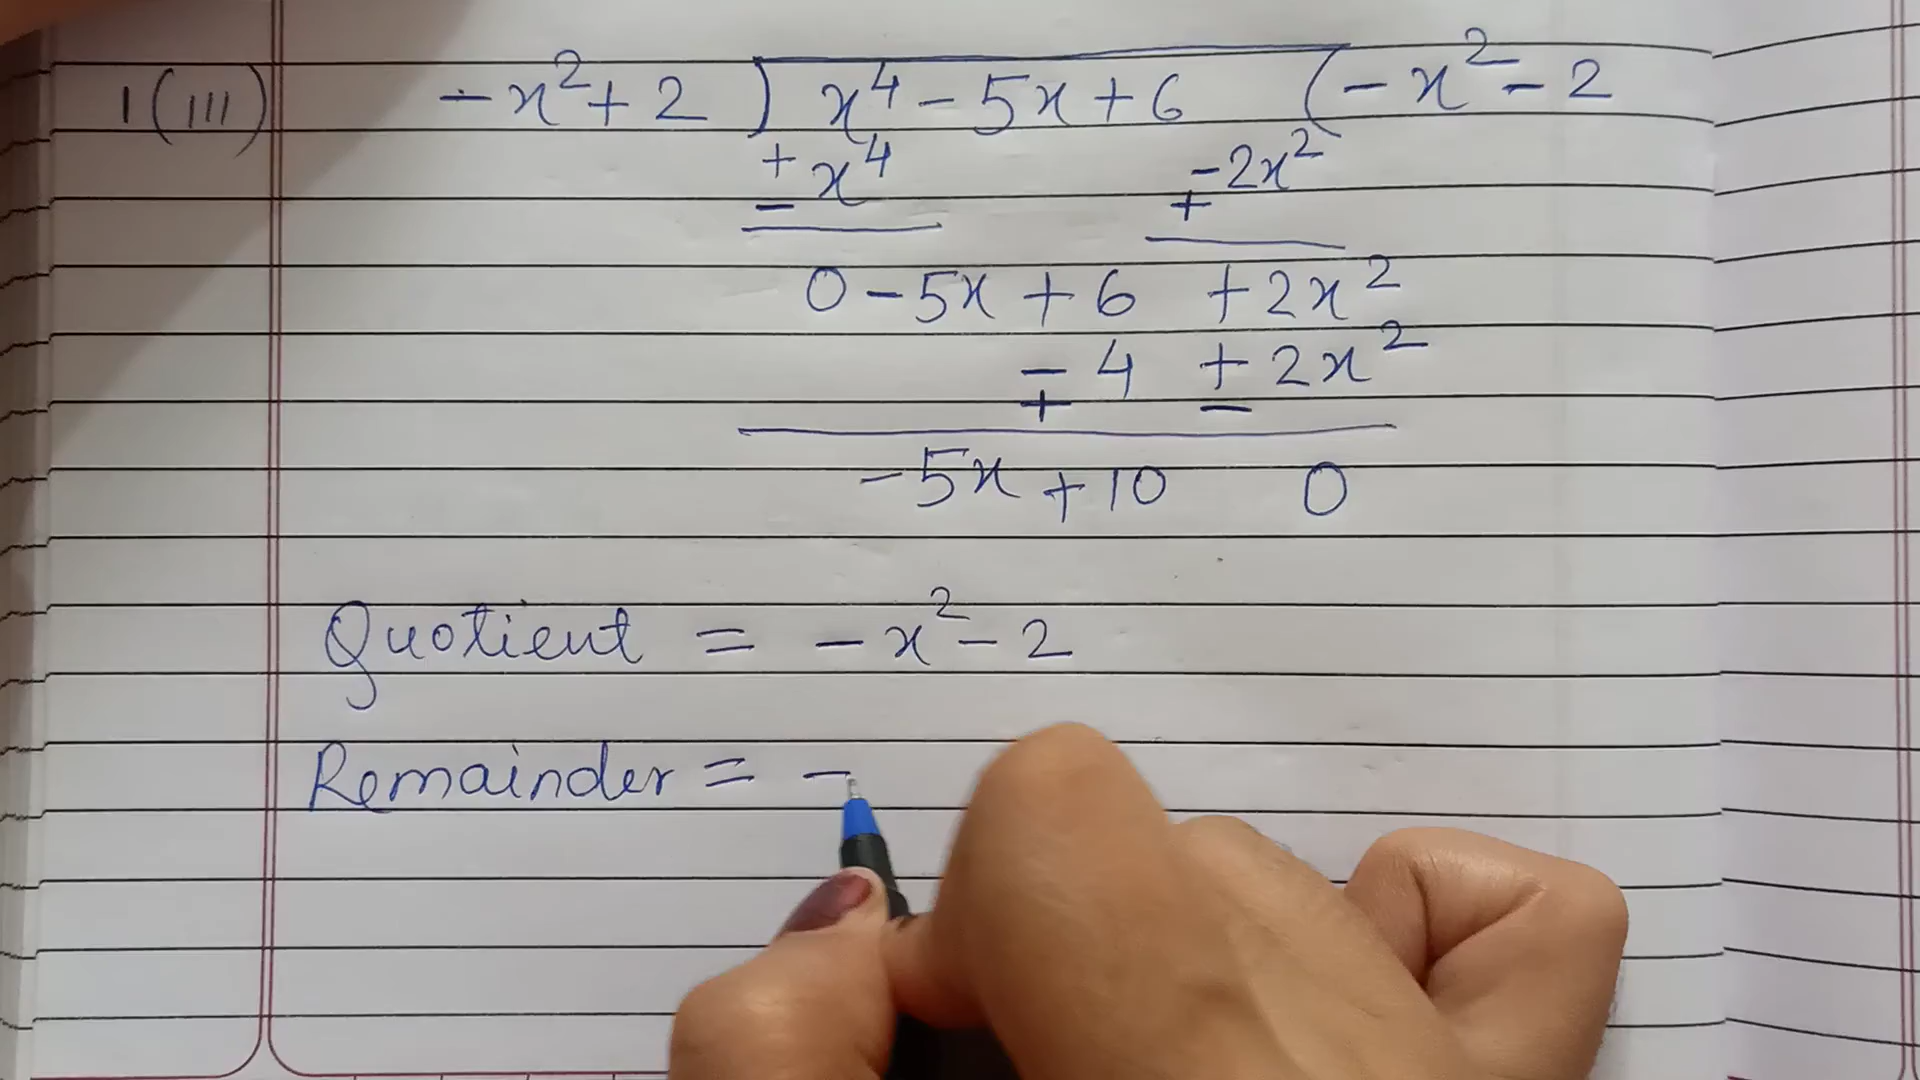 1(iii) -x²+2 ) x⁴-5x+6 ( -x²-2
+x⁴ -2x²
- +
0-5x+6 +2x²
-4 +2x²
+ -
-5x+10 0
Quotient = -x²-2
Remainder = -